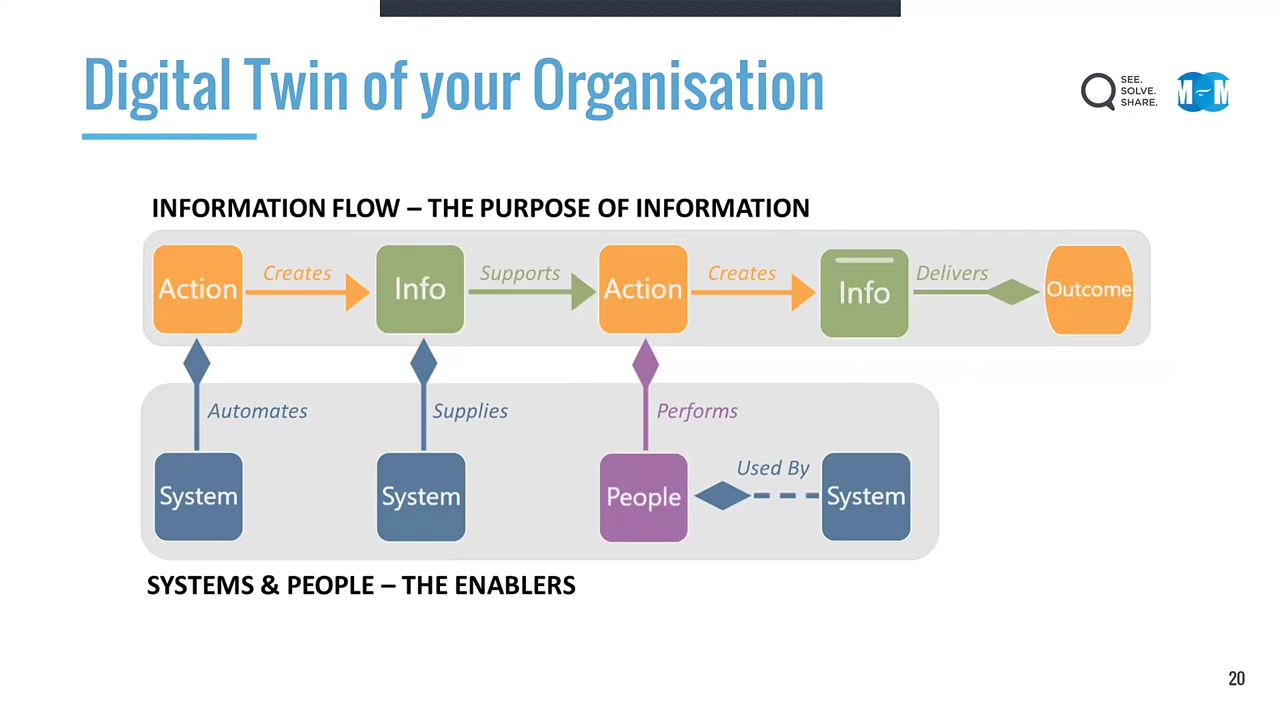 Digital Twin of your Organisation
SEE.
SOLVE.
SHARE.
M M
INFORMATION FLOW – THE PURPOSE OF INFORMATION
Action
Creates
Info
Supports
Action
Creates
Info
Delivers
Outcome
Automates
Supplies
Performs
System
System
People
Used By
System
SYSTEMS & PEOPLE – THE ENABLERS
20